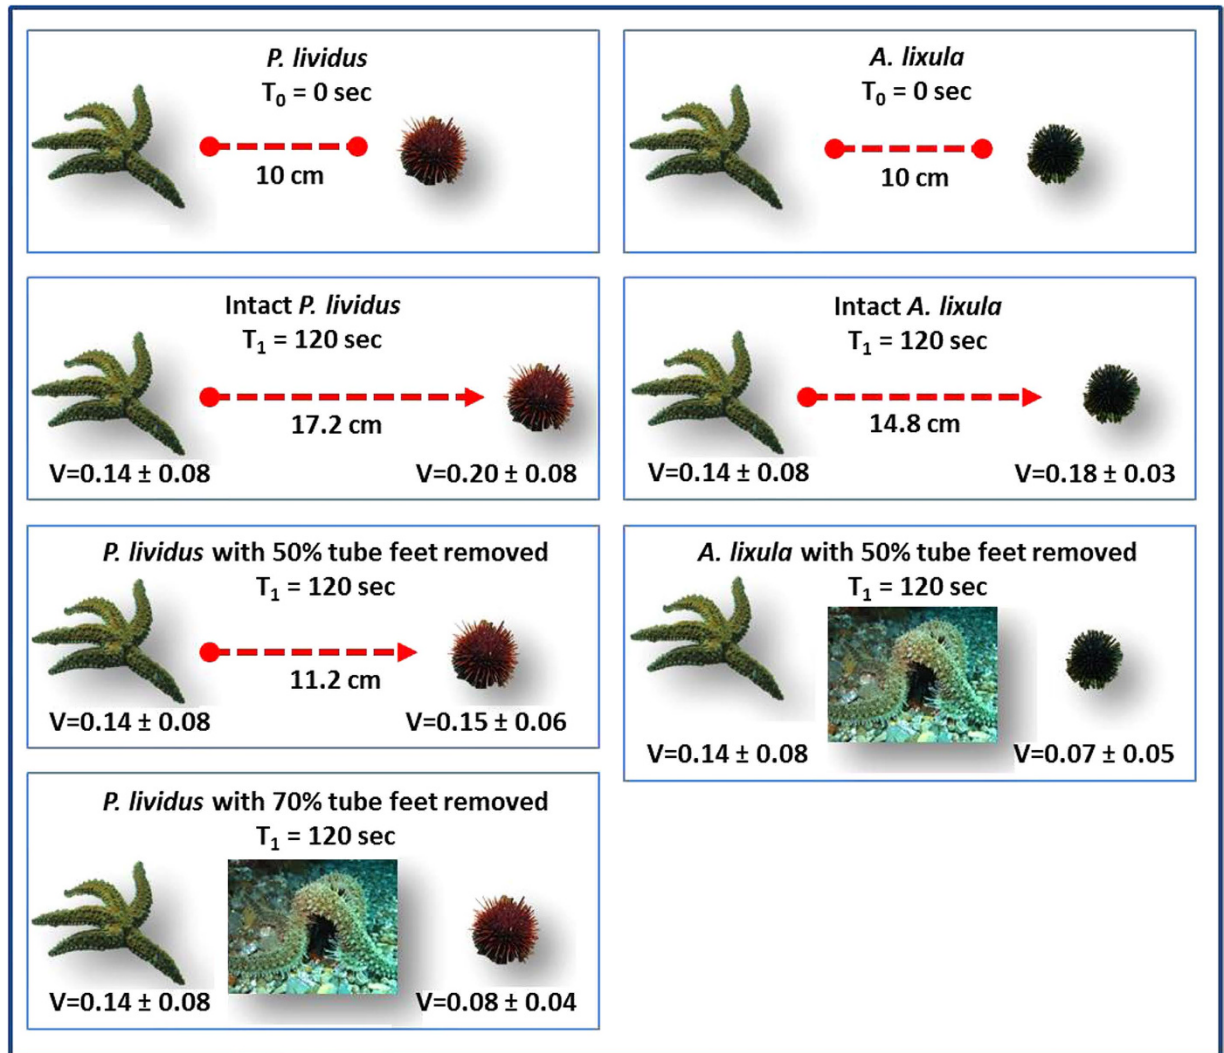 P. lividus
T₀ = 0 sec
10 cm
A. lixula
T₀ = 0 sec
10 cm
Intact P. lividus
T₁ = 120 sec
17.2 cm
V=0.14 ± 0.08
V=0.20 ± 0.08
Intact A. lixula
T₁ = 120 sec
14.8 cm
V=0.14 ± 0.08
V=0.18 ± 0.03
P. lividus with 50% tube feet removed
T₁ = 120 sec
11.2 cm
V=0.14 ± 0.08
V=0.15 ± 0.06
A. lixula with 50% tube feet removed
T₁ = 120 sec
V=0.14 ± 0.08
V=0.07 ± 0.05
P. lividus with 70% tube feet removed
T₁ = 120 sec
V=0.14 ± 0.08
V=0.08 ± 0.04